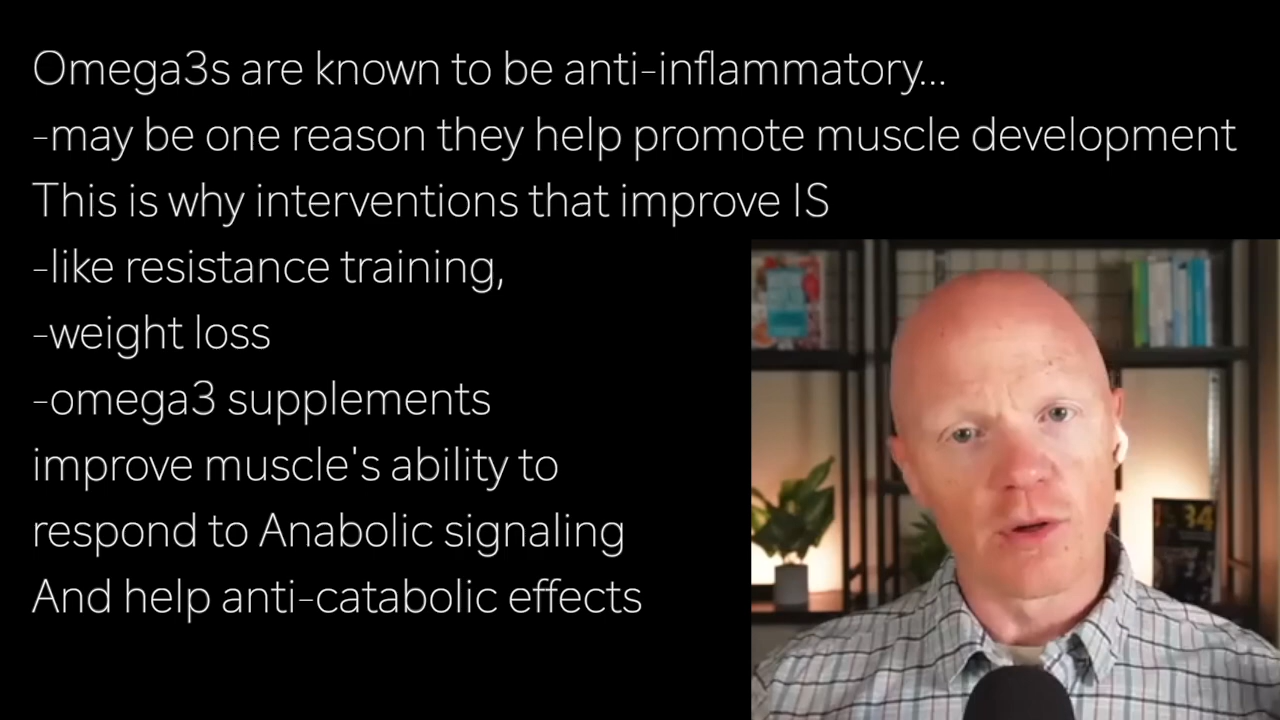 Omega3s are known to be anti-inflammatory...
-may be one reason they help promote muscle development
This is why interventions that improve IS
-like resistance training,
-weight loss
-omega3 supplements
improve muscle's ability to
respond to Anabolic signaling
And help anti-catabolic effects
34